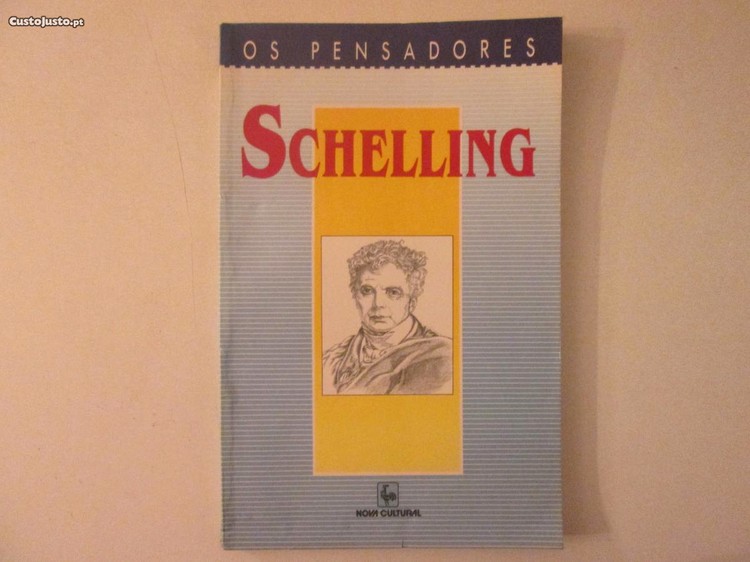 CustoJusto.pt
OS PENSADORES
SCHELLING
NOVA CULTURAL